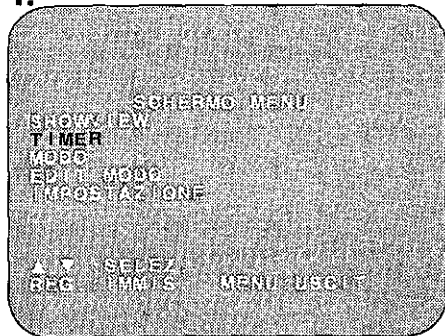 SCHERMO MENU
SHOWVIEW
TIMER
MODO
EDIT MODO
IMPOSTAZIONE
▲ ▼ SELEZ/
REG IMMIS MENU USCIT